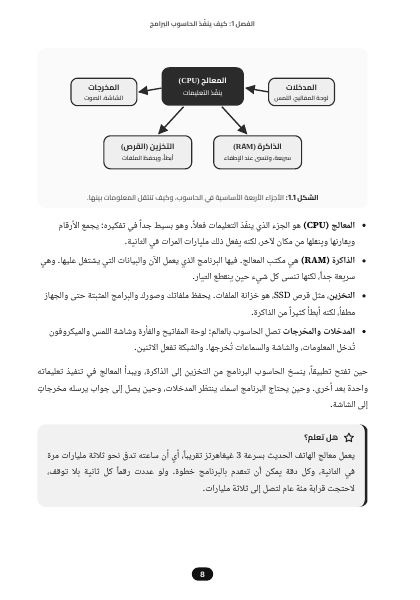 الفصل 1: كيف ينفّذ الحاسوب البرامج
المدخلات
لوحة المفاتيح، اللمس
المعالج (CPU)
ينفّذ التعليمات
المخرجات
الشاشة، الصوت
الذاكرة (RAM)
سريعة، وتنسى عند الإطفاء
التخزين (القرص)
أبطأ، ويحفظ الملفات
الشكل 1.1: الأجزاء الأربعة الأساسية في الحاسوب، وكيف تنتقل المعلومات بينها.
• المعالج (CPU) هو الجزء الذي ينفّذ التعليمات فعلاً. وهو بسيط جداً في تفكيره: يجمع الأرقام
ويقارنها وينقلها من مكان لآخر، لكنه يفعل ذلك مليارات المرات في الثانية.
• الذاكرة (RAM) هي مكتب المعالج. فيها البرنامج الذي يعمل الآن والبيانات التي يشتغل عليها. وهي
سريعة جداً، لكنها تنسى كل شيء حين ينقطع التيار.
• التخزين، مثل قرص SSD، هو خزانة الملفات. يحفظ ملفاتك وصورك والبرامج المثبتة حتى والجهاز
مطفأ، لكنه أبطأ كثيراً من الذاكرة.
• المدخلات والمخرجات تصل الحاسوب بالعالم: لوحة المفاتيح والفأرة وشاشة اللمس والميكروفون
تُدخل المعلومات، والشاشة والسماعات تُخرجها. والشبكة تفعل الاثنين.
حين تفتح تطبيقاً، ينسخ الحاسوب البرنامج من التخزين إلى الذاكرة، ويبدأ المعالج في تنفيذ تعليماته
واحدة بعد أخرى. وحين يحتاج البرنامج اسمك ينتظر المدخلات، وحين يصل إلى جواب يرسله مخرجاتٍ
إلى الشاشة.
هل تعلم؟
يعمل معالج الهاتف الحديث بسرعة 3 غيغاهرتز تقريباً، أي أن ساعته تدق نحو ثلاثة مليارات مرة
في الثانية، وكل دقة يمكن أن تتقدم بالبرنامج خطوة. ولو عددت رقماً كل ثانية بلا توقف،
لاحتجت قرابة مئة عام لتصل إلى ثلاثة مليارات.
8